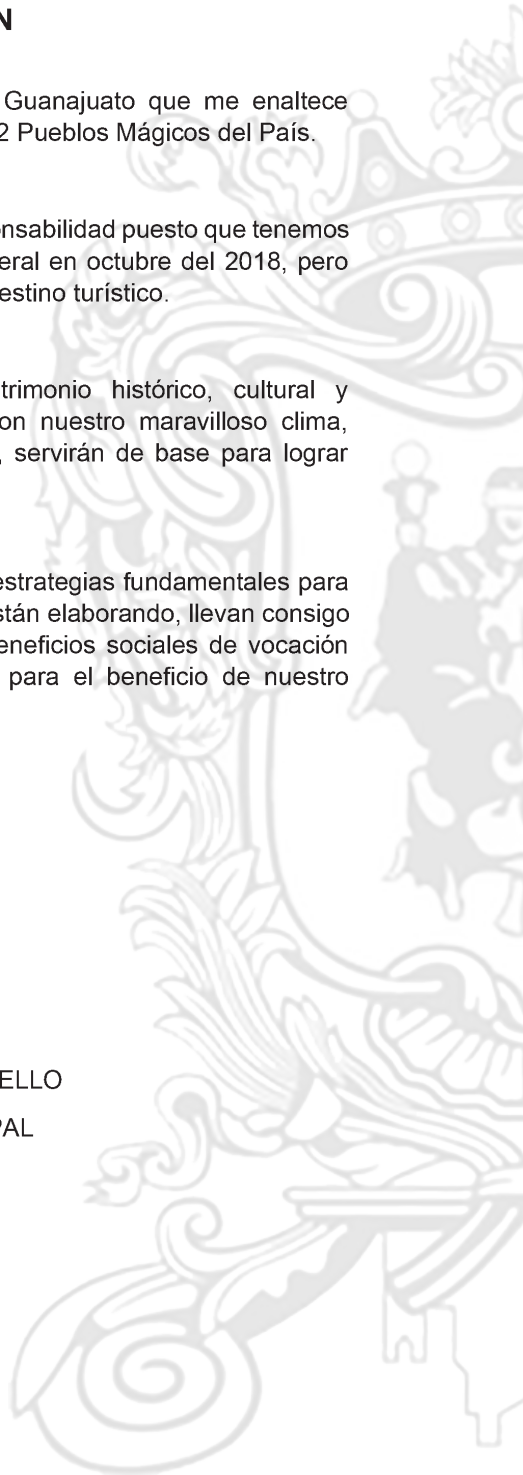 N
Guanajuato que me enaltece
2 Pueblos Mágicos del País.
onsabilidad puesto que tenemos
eral en octubre del 2018, pero
estino turístico.
trimonio histórico, cultural y
on nuestro maravilloso clima,
, servirán de base para lograr
estrategias fundamentales para
stán elaborando, llevan consigo
eneficios sociales de vocación
para el beneficio de nuestro
ELLO
PAL